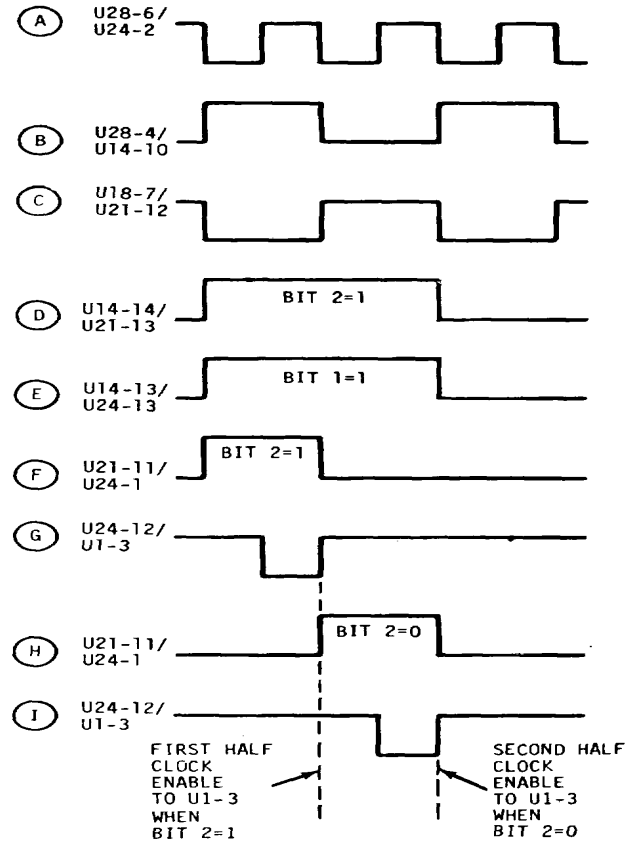 A
U28-6/
U24-2
B
U28-4/
U14-10
C
U18-7/
U21-12
D
U14-14/
U21-13
BIT 2=1
E
U14-13/
U24-13
BIT 1=1
F
U21-11/
U24-1
BIT 2=1
G
U24-12/
U1-3
H
U21-11/
U24-1
BIT 2=0
I
U24-12/
U1-3
FIRST HALF
CLOCK
ENABLE
TO U1-3
WHEN
BIT 2=1
SECOND HALF
CLOCK
ENABLE
TO U1-3
WHEN
BIT 2=0